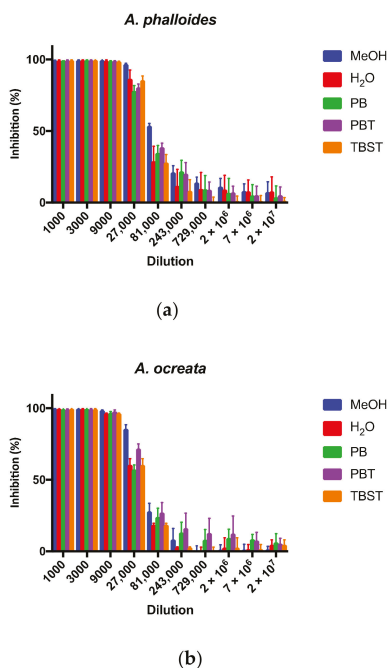 A. phalloides
100
50
0
Inhibition (%)
1000 3000 9000 27,000 81,000 243,000 729,000 2 × 10⁶ 7 × 10⁶ 2 × 10⁷
Dilution
MeOH
H₂O
PB
PBT
TBST
(a)
A. ocreata
100
50
0
Inhibition (%)
1000 3000 9000 27,000 81,000 243,000 729,000 2 × 10⁶ 7 × 10⁶ 2 × 10⁷
Dilution
MeOH
H₂O
PB
PBT
TBST
(b)